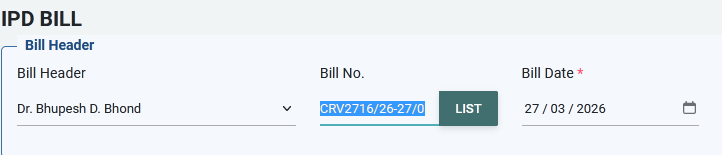 IPD BILL
Bill Header
Bill Header
Bill No.
Bill Date *
Dr. Bhupesh D. Bhond
CRV2716/26-27/0
LIST
27 / 03 / 2026